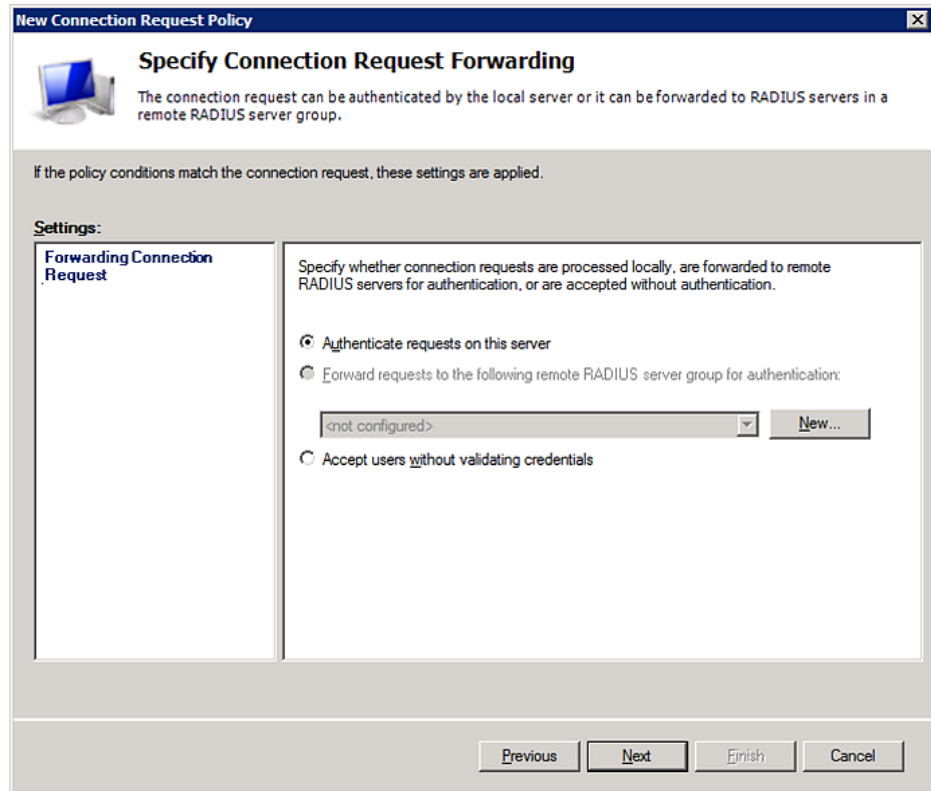 New Connection Request Policy
Specify Connection Request Forwarding
The connection request can be authenticated by the local server or it can be forwarded to RADIUS servers in a
remote RADIUS server group.
If the policy conditions match the connection request, these settings are applied.
Settings:
Forwarding Connection
Request
Specify whether connection requests are processed locally, are forwarded to remote
RADIUS servers for authentication, or are accepted without authentication.
Authenticate requests on this server
Forward requests to the following remote RADIUS server group for authentication:
<not configured>
New...
Accept users without validating credentials
Previous
Next
Finish
Cancel